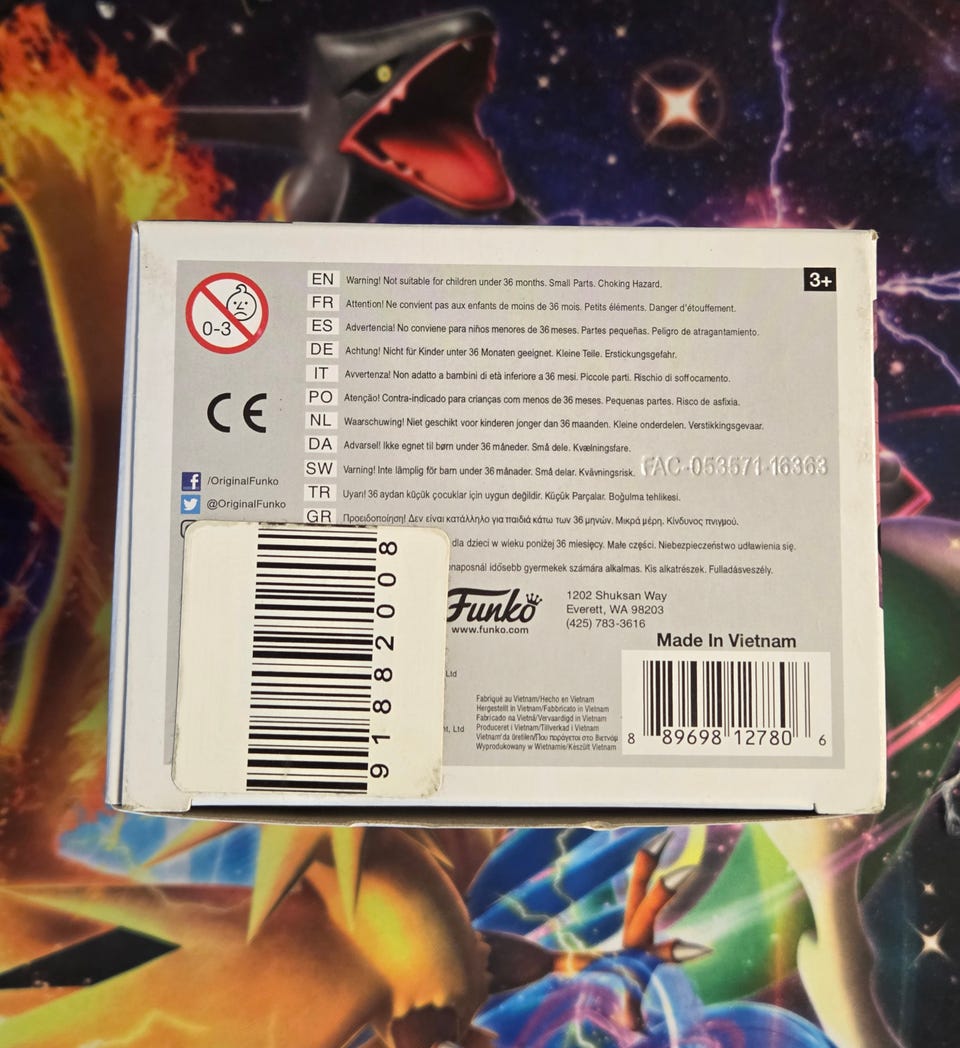 3+
EN Warning! Not suitable for children under 36 months. Small Parts. Choking Hazard.
FR Attention! Ne convient pas aux enfants de moins de 36 mois. Petits éléments. Danger d'étouffement.
ES Advertencia! No conviene para niños menores de 36 meses. Partes pequeñas. Peligro de atragantamiento.
0-3
DE Achtung! Nicht für Kinder unter 36 Monaten geeignet. Kleine Teile. Erstickungsgefahr.
IT Avvertenza! Non adatto a bambini di età inferiore a 36 mesi. Piccole parti. Rischio di soffocamento.
PO Atenção! Contra-indicado para crianças com menos de 36 meses. Pequenas partes. Risco de asfixia.
CE
NL Waarschuwing! Niet geschikt voor kinderen jonger dan 36 maanden. Kleine onderdelen. Verstikkingsgevaar.
DA Advarsel! Ikke egnet til børn under 36 måneder. Små dele. Kvælningsfare.
SW Varning! Inte lämplig för barn under 36 månader. Små delar. Kvävningsrisk.
FAC-053571-16363
/OriginalFunko
TR Uyarı! 36 aydan küçük çocuklar için uygun değildir. Küçük Parçalar. Boğulma tehlikesi.
@OriginalFunko
GR Προειδοποίηση! Δεν είναι κατάλληλο για παιδιά κάτω των 36 μηνών. Μικρά μέρη. Κίνδυνος πνιγμού.
dla dzieci w wieku poniżej 36 miesięcy. Małe części. Niebezpieczeństwo udławienia się.
idősebb gyermekek számára alkalmas. Kis alkatrészek. Fulladásveszély.
91882008
Funko
www.funko.com
1202 Shuksan Way
Everett, WA 98203
(425) 783-3616
Made In Vietnam
Ltd
Fabriqué au Vietnam/Hecho en Vietnam
Hergestellt in Vietnam/Fabbricato in Vietnam
Fabricado na Vietnã/Vervaardigd in Vietnam
Ltd
Produceret i Vietnam/Tillverkad i Vietnam
Vietnam'da üretilen/Που παράγεται στο Βιετνάμ
Wyprodukowany w Wietnamie/Készült Vietnam
8 89698 12780 6